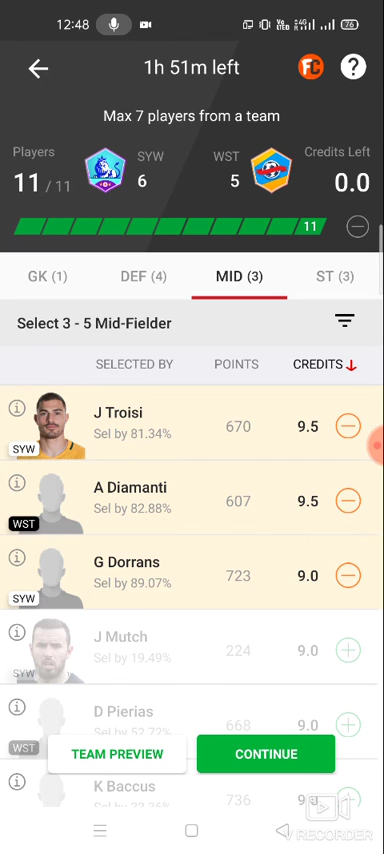 12:48
76
1h 51m left
FC
?
Max 7 players from a team
Players
SYW
WST
Credits Left
11 / 11
6
5
0.0
11
GK (1)
DEF (4)
MID (3)
ST (3)
Select 3 - 5 Mid-Fielder
SELECTED BY
POINTS
CREDITS
J Troisi
Sel by 81.34%
670
9.5
SYW
A Diamanti
Sel by 82.88%
607
9.5
WST
G Dorrans
Sel by 89.07%
723
9.0
SYW
J Mutch
Sel by 19.49%
224
9.0
SYW
D Pierias
Sel by 52.72%
668
9.0
WST
TEAM PREVIEW
CONTINUE
K Baccus
736
V RECORDER